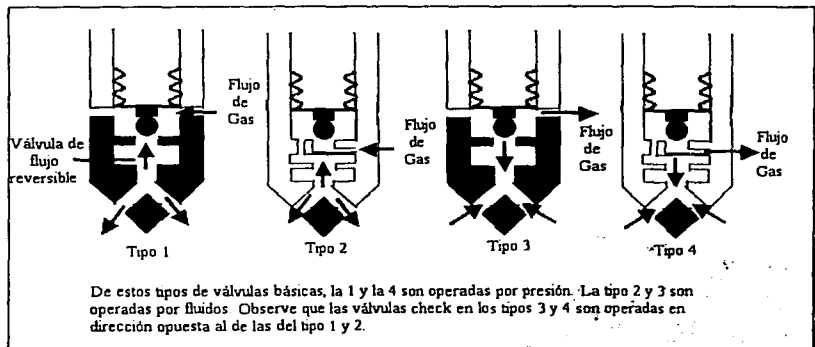 Flujo
de
Gas
Válvula de
flujo
reversible
Tipo 1
Flujo
de
Gas
Tipo 2
Flujo
de
Gas
Tipo 3
Flujo
de
Gas
Tipo 4
De estos tipos de válvulas básicas, la 1 y la 4 son operadas por presión. La tipo 2 y 3 son
operadas por fluidos. Observe que las válvulas check en los tipos 3 y 4 son operadas en
dirección opuesta al de las del tipo 1 y 2.